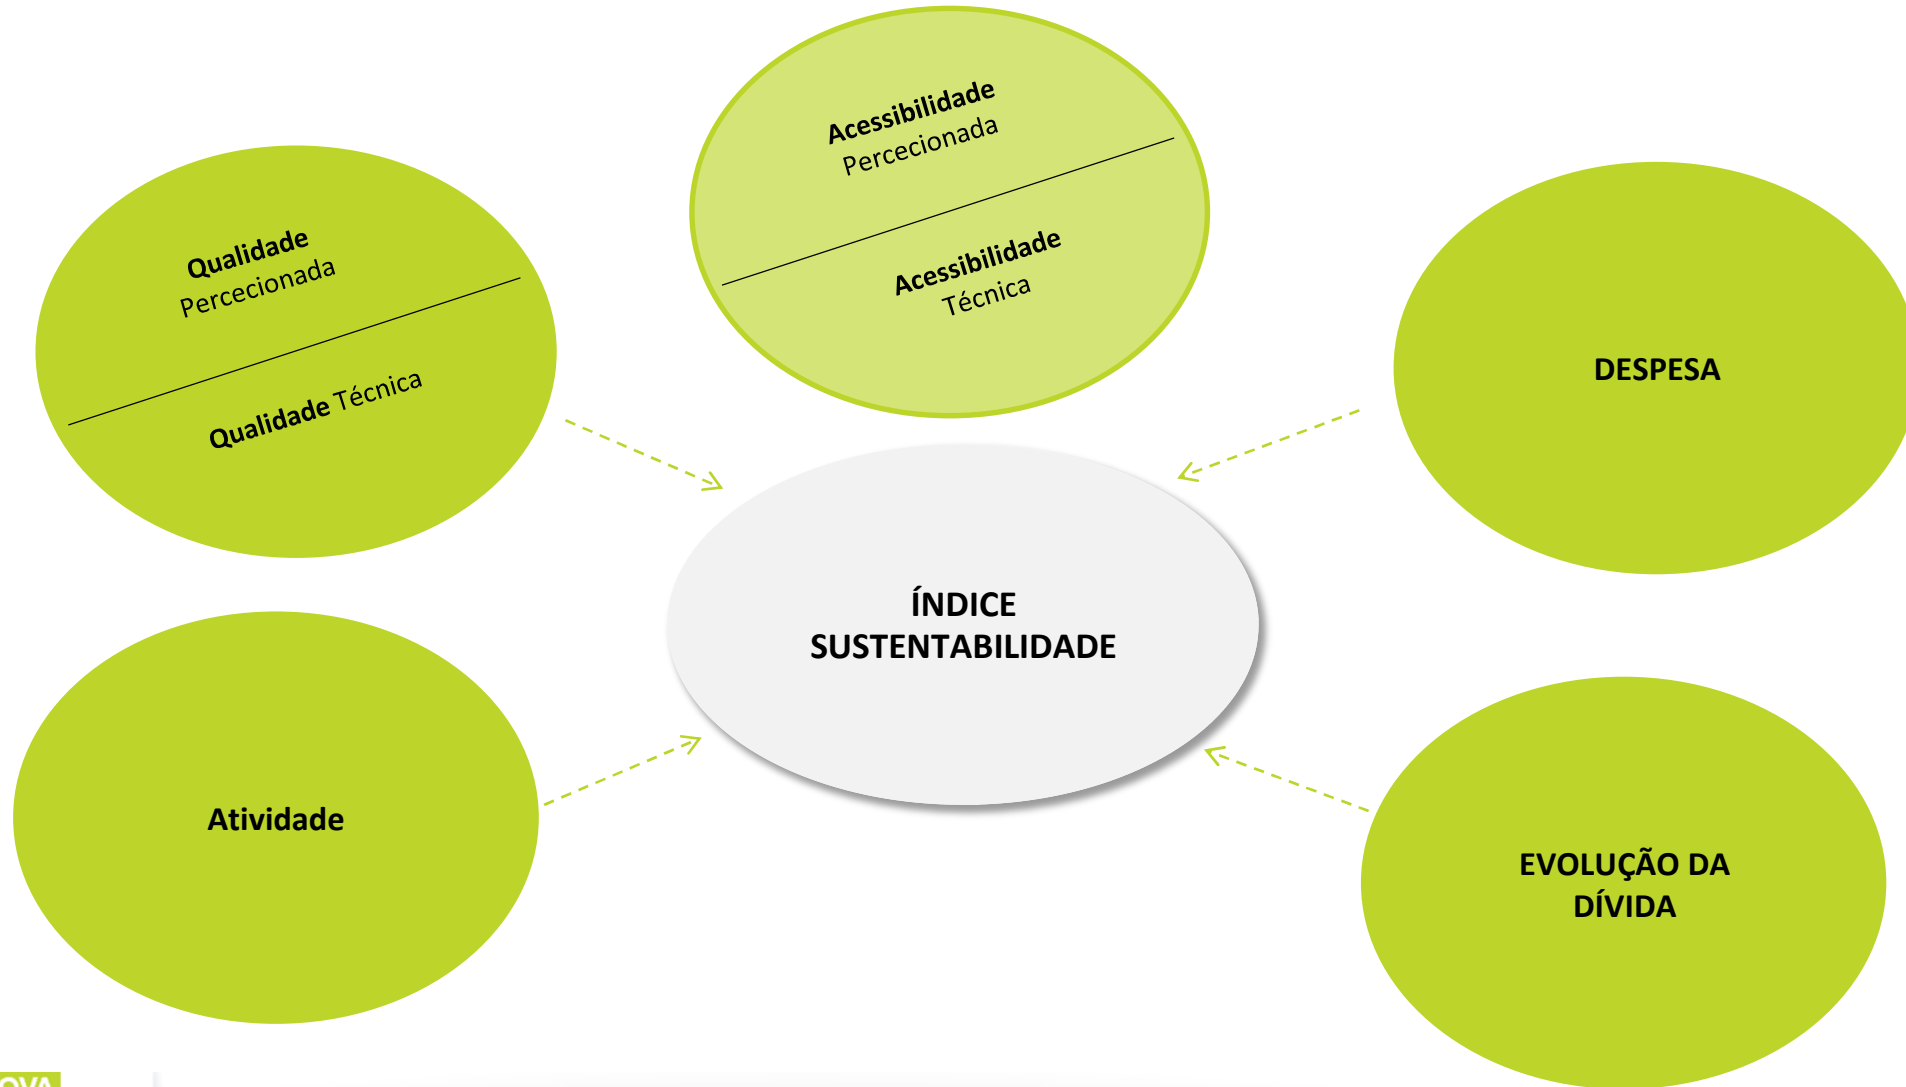 Acessibilidade
Percecionada
Acessibilidade
Técnica
Qualidade
Percecionada
Qualidade Técnica
DESPESA
ÍNDICE
SUSTENTABILIDADE
Atividade
EVOLUÇÃO DA
DÍVIDA